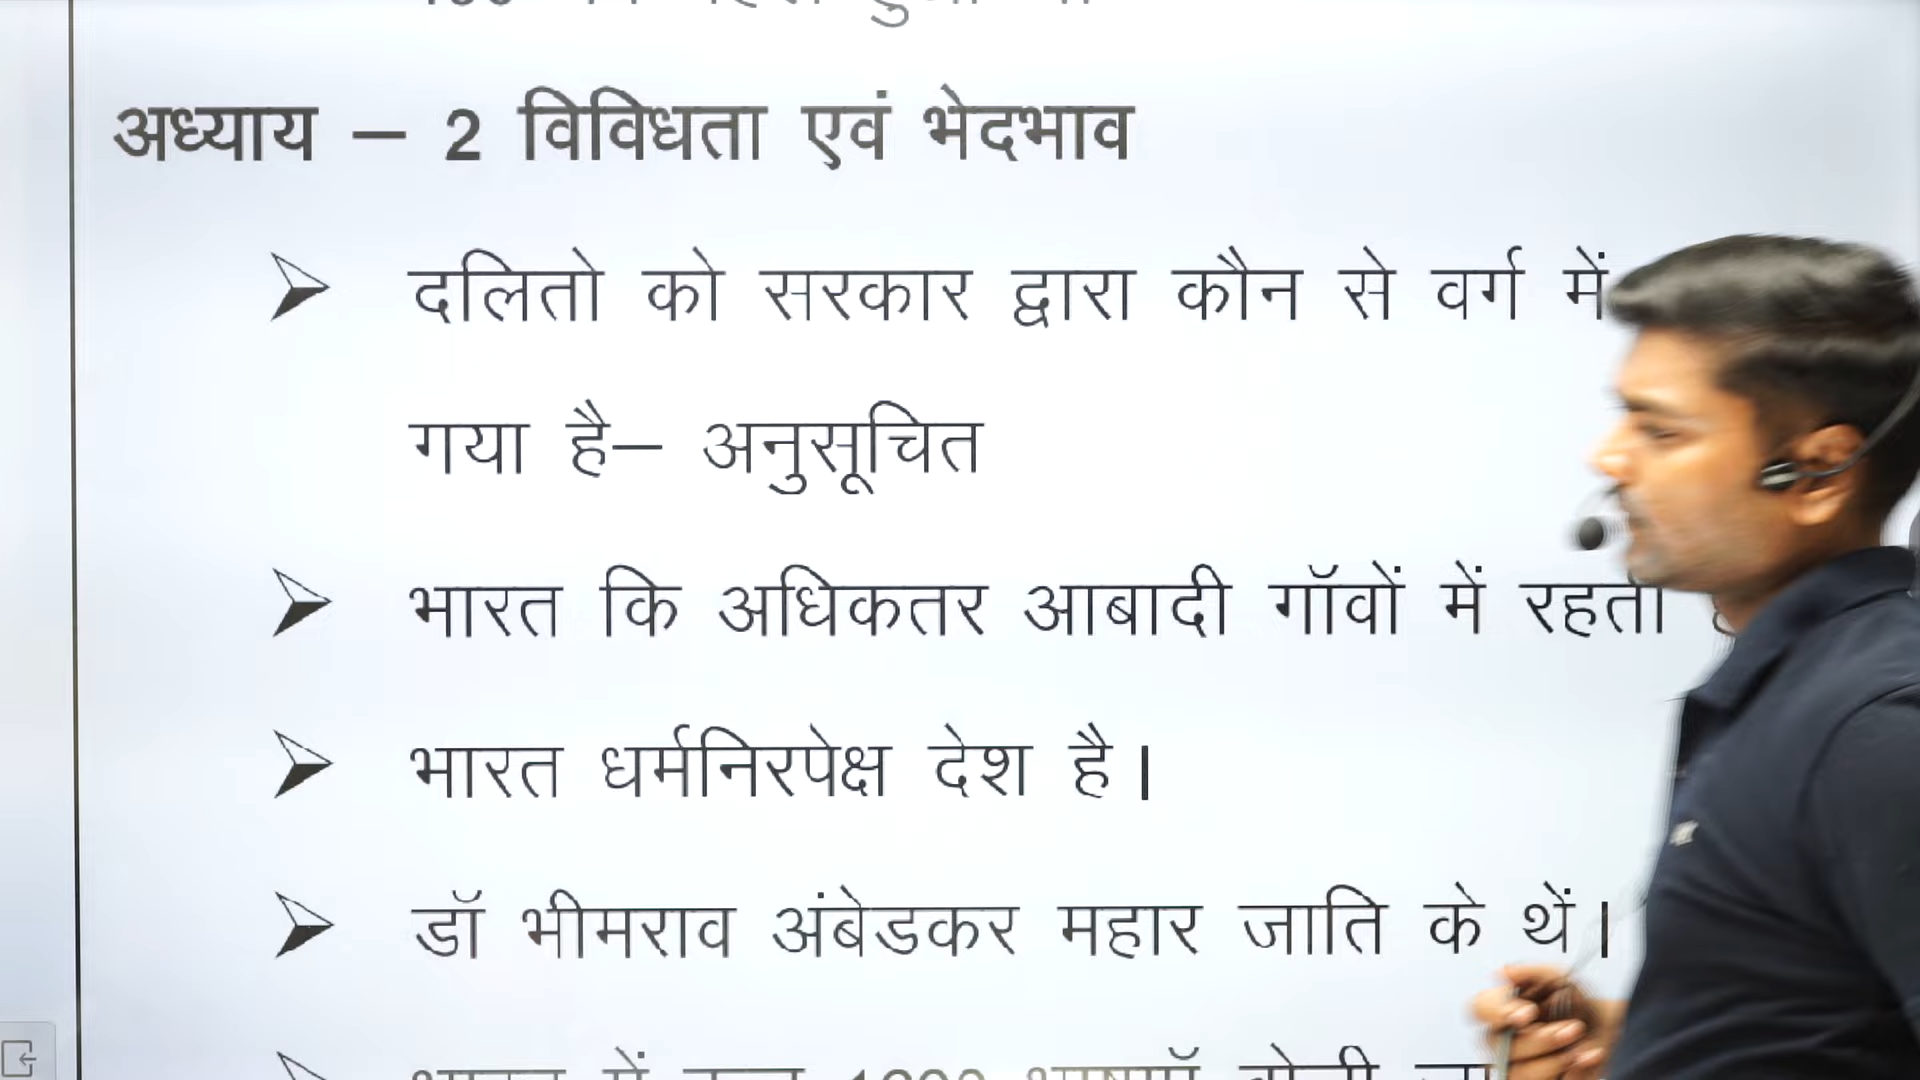 अध्याय – 2 विविधता एवं भेदभाव
➢ दलितो को सरकार द्वारा कौन से वर्ग में
गया है– अनुसूचित
➢ भारत कि अधिकतर आबादी गॉवों में रहती
➢ भारत धर्मनिरपेक्ष देश है।
➢ डॉ भीमराव अंबेडकर महार जाति के थें।